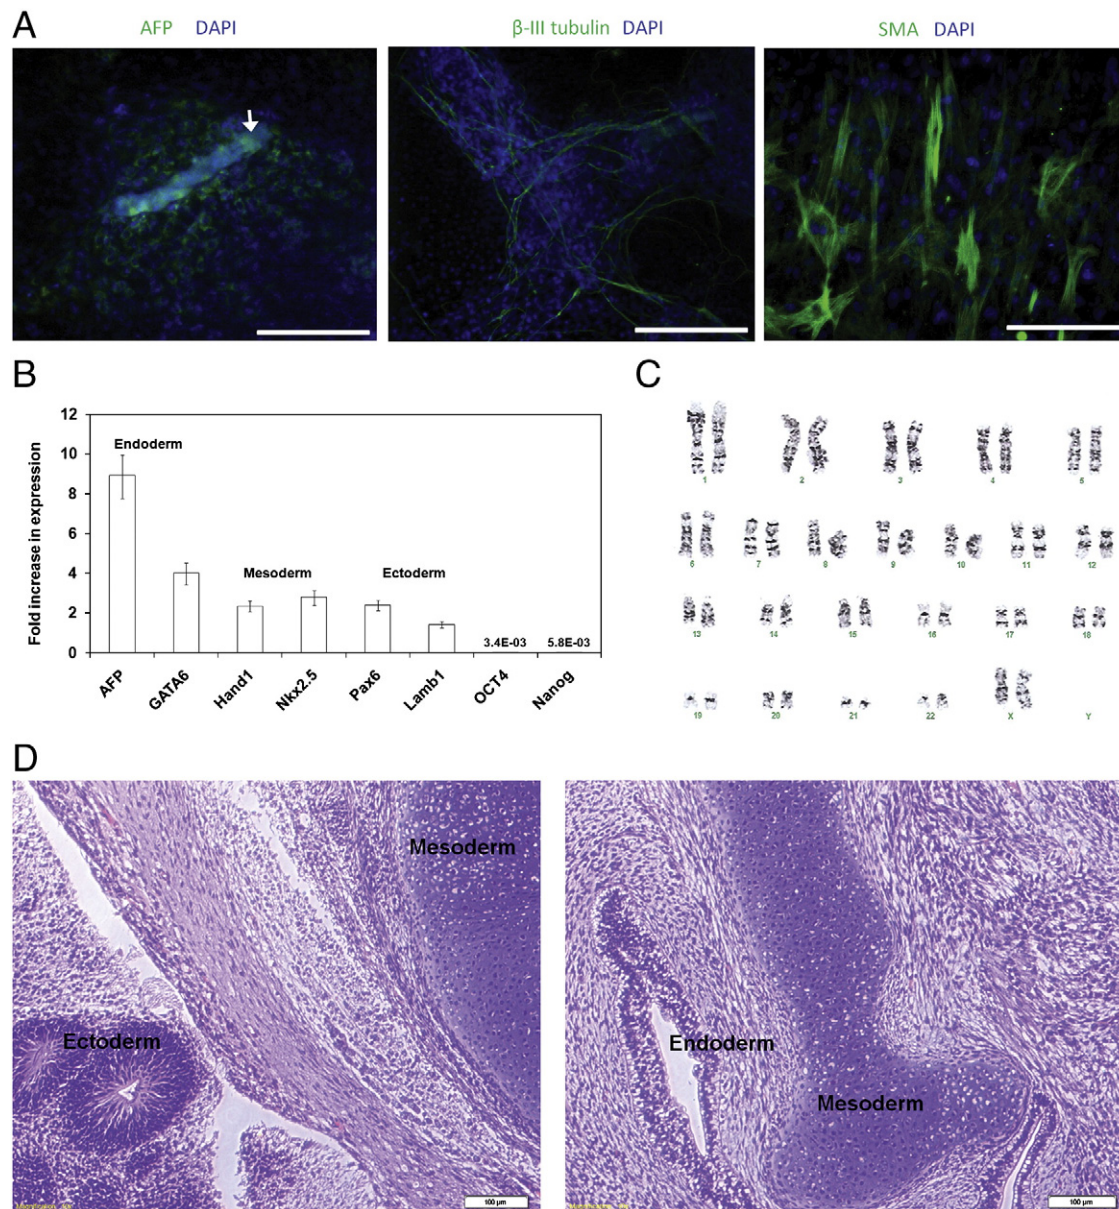 A
AFP DAPI
β-III tubulin DAPI
SMA DAPI
B
Fold increase in expression
12
10
8
6
4
2
0
Endoderm
Mesoderm
Ectoderm
3.4E-03
5.8E-03
AFP
GATA6
Hand1
Nkx2.5
Pax6
Lamb1
OCT4
Nanog
C
1 2 3 4 5
6 7 8 9 10 11 12
13 14 15 16 17 18
19 20 21 22 X Y
D
Mesoderm
Ectoderm
100 µm
Endoderm
Mesoderm
100 µm